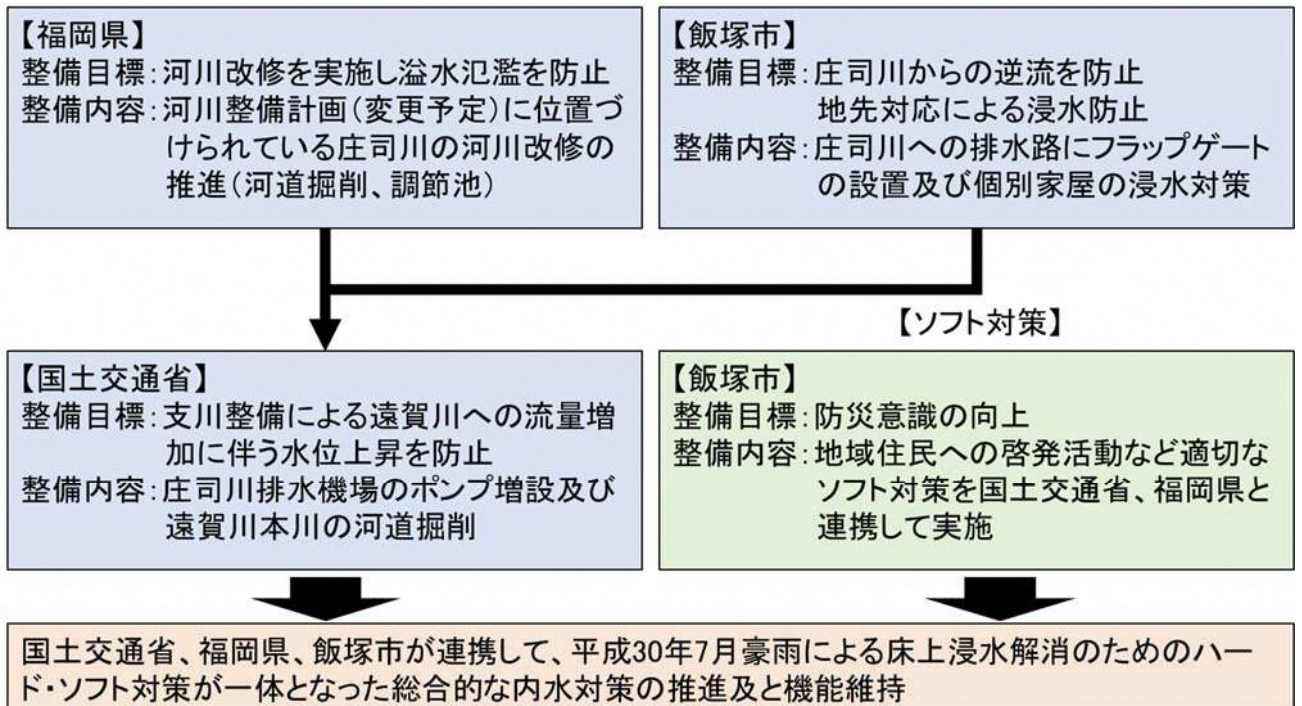 【福岡県】
整備目標：河川改修を実施し溢水氾濫を防止
整備内容：河川整備計画（変更予定）に位置づ
けられている庄司川の河川改修の
推進（河道掘削、調節池）
【飯塚市】
整備目標：庄司川からの逆流を防止
地先対応による浸水防止
整備内容：庄司川への排水路にフラップゲート
の設置及び個別家屋の浸水対策
【国土交通省】
整備目標：支川整備による遠賀川への流量増
加に伴う水位上昇を防止
整備内容：庄司川排水機場のポンプ増設及び
遠賀川本川の河道掘削
【ソフト対策】
【飯塚市】
整備目標：防災意識の向上
整備内容：地域住民への啓発活動など適切な
ソフト対策を国土交通省、福岡県と
連携して実施
国土交通省、福岡県、飯塚市が連携して、平成30年7月豪雨による床上浸水解消のためのハー
ド・ソフト対策が一体となった総合的な内水対策の推進及と機能維持